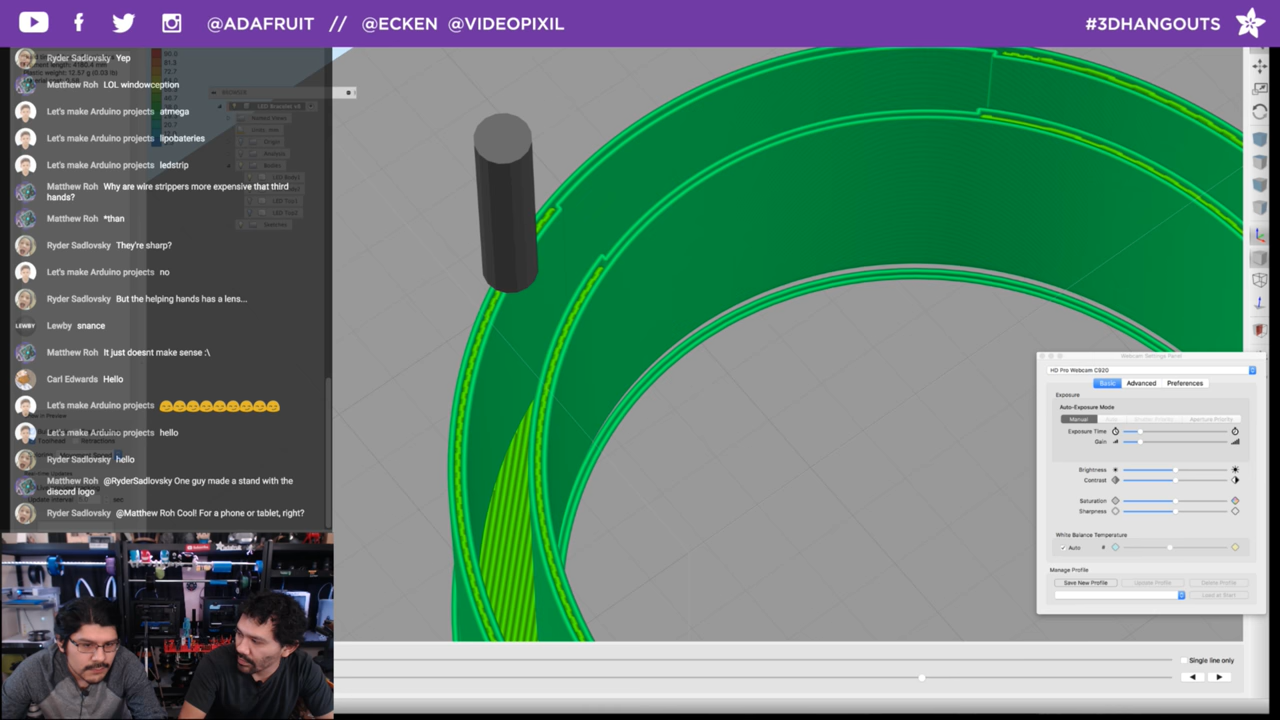 @ADAFRUIT // @ECKEN @VIDEOPIXIL
#3DHANGOUTS
Ryder Sadlovsky Yep
Matthew Roh LOL windowception
Let's make Arduino projects atmega
Let's make Arduino projects lipobateries
Let's make Arduino projects ledstrip
Matthew Roh Why are wire strippers more expensive that third
hands?
Matthew Roh *than
Ryder Sadlovsky They're sharp?
Let's make Arduino projects no
Ryder Sadlovsky But the helping hands has a lens...
LEWBY Lewby snance
Matthew Roh It just doesnt make sense :\
Carl Edwards Hello
Let's make Arduino projects 😊😊😊😊😊😊😊😊😊
Let's make Arduino projects hello
Ryder Sadlovsky hello
Matthew Roh @RyderSadlovsky One guy made a stand with the
discord logo
Ryder Sadlovsky @Matthew Roh Cool! For a phone or tablet, right?
BROWSER
Webcam Settings Panel
HD Pro Webcam C920
Basic Advanced Preferences
Exposure
Auto-Exposure Mode
Manual Aperture Priority
Exposure Time
Gain
Brightness
Contrast
Saturation
Sharpness
White Balance Temperature
Auto
Manage Profile
Save New Profile Update Profile Delete Profile
Load at Start
Single line only